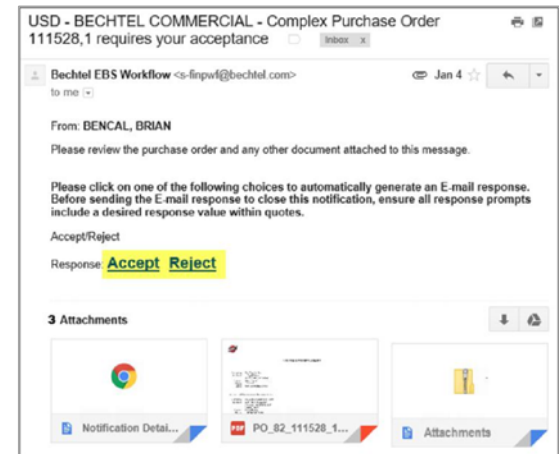 USD - BECHTEL COMMERCIAL - Complex Purchase Order
111528,1 requires your acceptance Inbox x
Bechtel EBS Workflow <s-finpwf@bechtel.com> Jan 4
to me
From: BENCAL, BRIAN
Please review the purchase order and any other document attached to this message.
Please click on one of the following choices to automatically generate an E-mail response.
Before sending the E-mail response to close this notification, ensure all response prompts
include a desired response value within quotes.
Accept/Reject
Response: Accept Reject
3 Attachments
Notification Detai... PDF PO_82_111528_1... Attachments